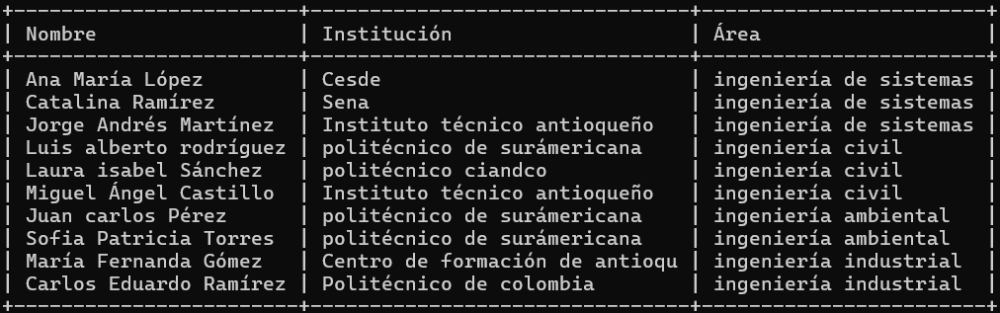 +------------------------+--------------------------------+------------------------+
| Nombre                 | Institución                    | Área                   |
+------------------------+--------------------------------+------------------------+
| Ana María López        | Cesde                          | ingeniería de sistemas |
| Catalina Ramírez       | Sena                           | ingeniería de sistemas |
| Jorge Andrés Martínez  | Instituto técnico antioqueño   | ingeniería de sistemas |
| Luis alberto rodríguez | politécnico de surámericana    | ingeniería civil       |
| Laura isabel Sánchez   | politécnico ciandco            | ingeniería civil       |
| Miguel Ángel Castillo  | Instituto técnico antioqueño   | ingeniería civil       |
| Juan carlos Pérez      | politécnico de surámericana    | ingeniería ambiental   |
| Sofia Patricia Torres  | politécnico de surámericana    | ingeniería ambiental   |
| María Fernanda Gómez   | Centro de formación de antioqu | ingeniería industrial  |
| Carlos Eduardo Ramírez | Politécnico de colombia        | ingeniería industrial  |
+------------------------+--------------------------------+------------------------+